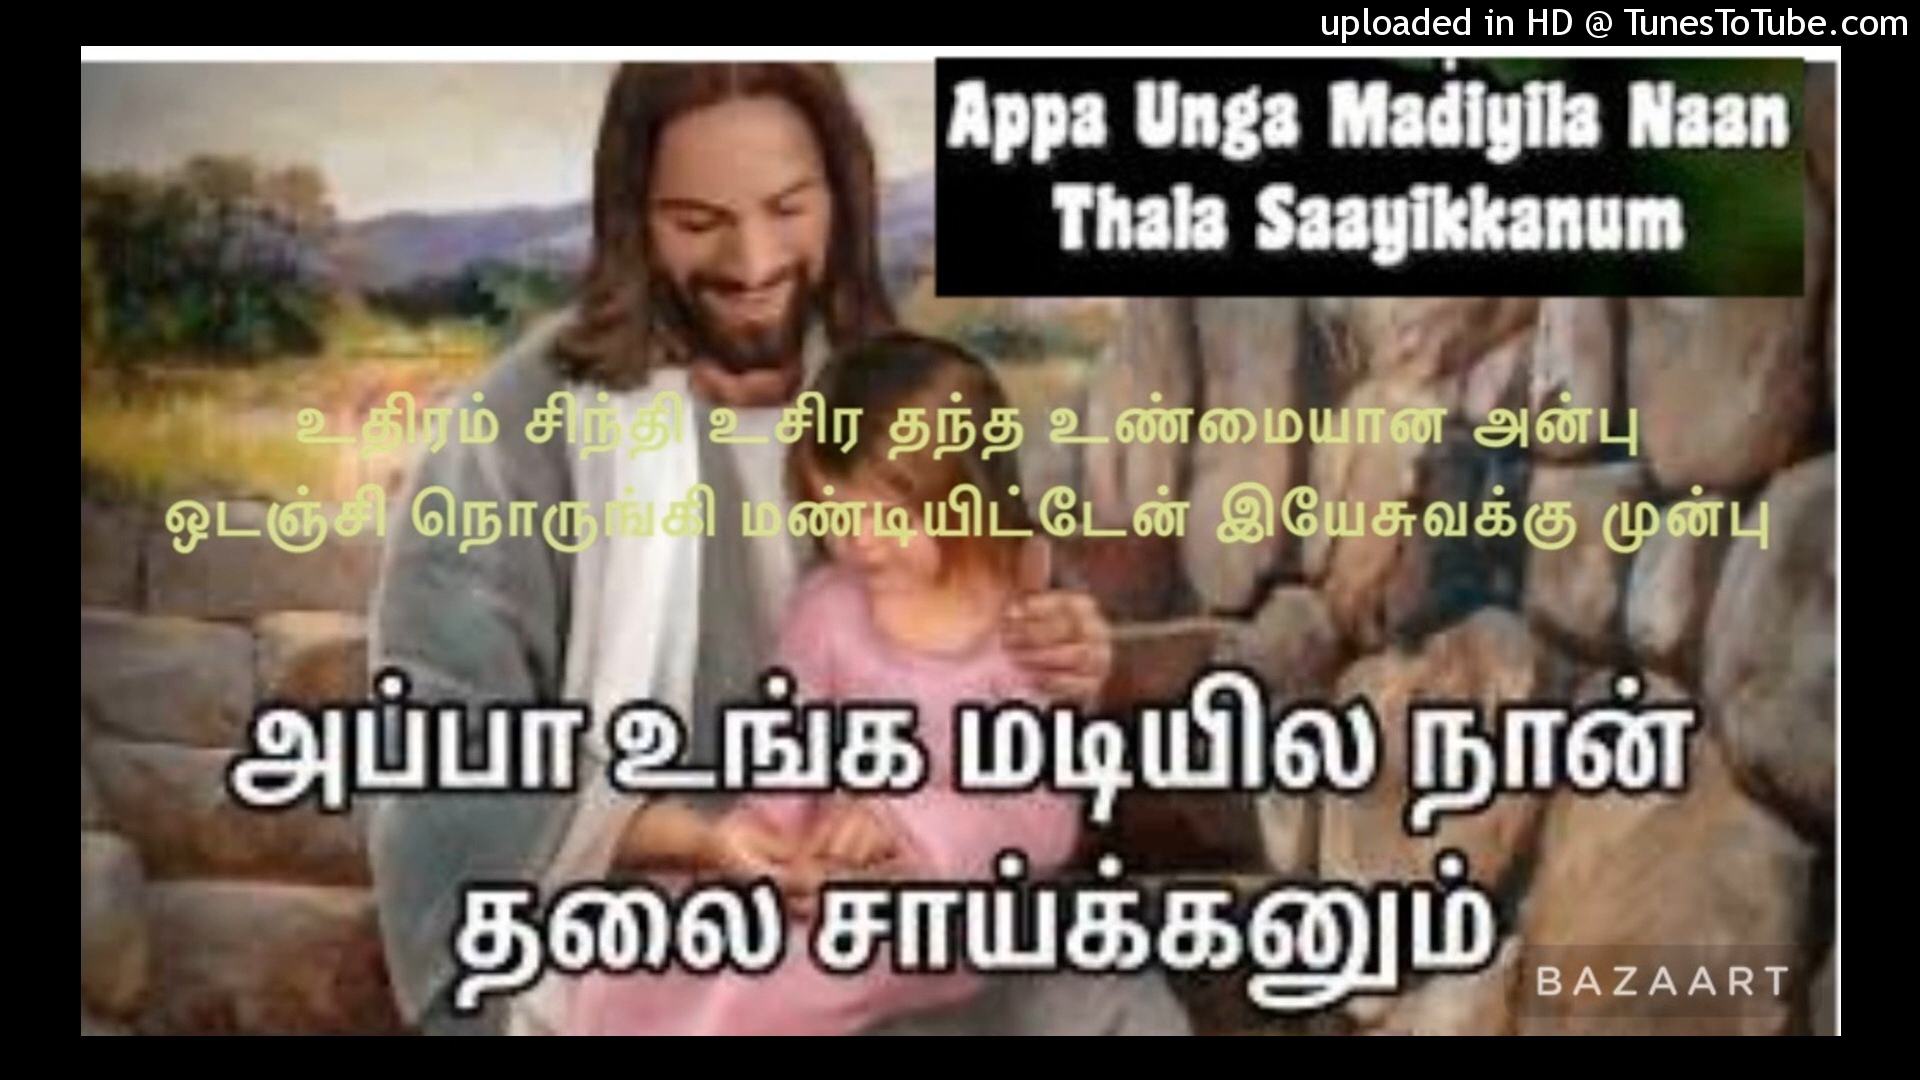 uploaded in HD @ TunesToTube.com
Appa Unga Madiyila Naan
Thala Saayikkanum
உதிரம் சிந்தி உசிர தந்த உண்மையான அன்பு
ஒடஞ்சி நொருங்கி மண்டியிட்டேன் இயேசுவக்கு முன்பு
அப்பா உங்க மடியில நான்
தலை சாய்க்கனும்
BAZAART